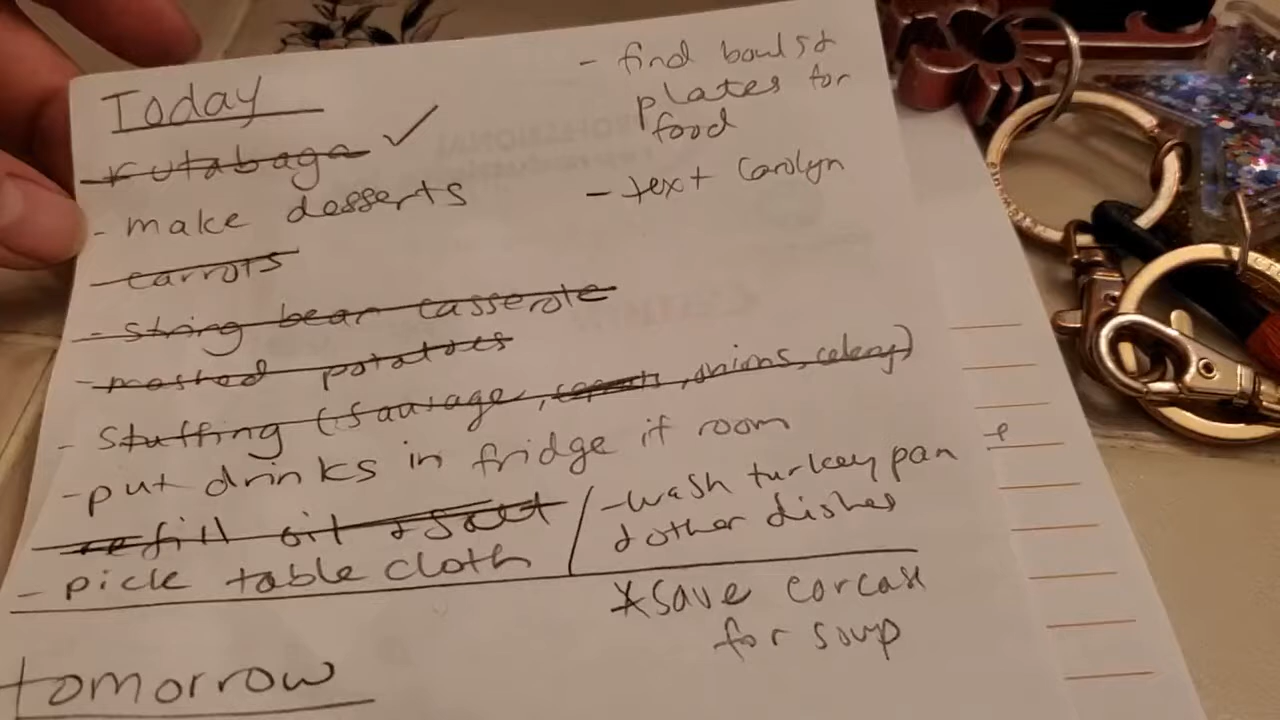 Today
- find bowls &
plates for
food
- text Carolyn
- rutabaga ✓
- make desserts
- carrots
- string bean casserole
- mashed potatoes
- stuffing (sausage, , onions, celery)
- put drinks in fridge if room
- refill oil & salt
- wash turkey pan
& other dishes
- pick table cloth
*save carcass
for soup
tomorrow